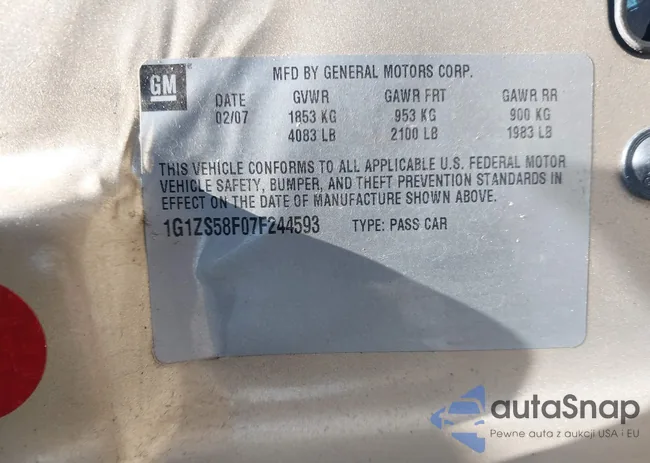 GM
MFD BY GENERAL MOTORS CORP.
DATE GVWR GAWR FRT GAWR RR
02/07 1853 KG 953 KG 900 KG
4083 LB 2100 LB 1983 LB
THIS VEHICLE CONFORMS TO ALL APPLICABLE U.S. FEDERAL MOTOR
VEHICLE SAFETY, BUMPER, AND THEFT PREVENTION STANDARDS IN
EFFECT ON THE DATE OF MANUFACTURE SHOWN ABOVE.
1G1ZS58F07F244593 TYPE: PASS CAR
autaSnap
Pewne auta z aukcji USA i EU